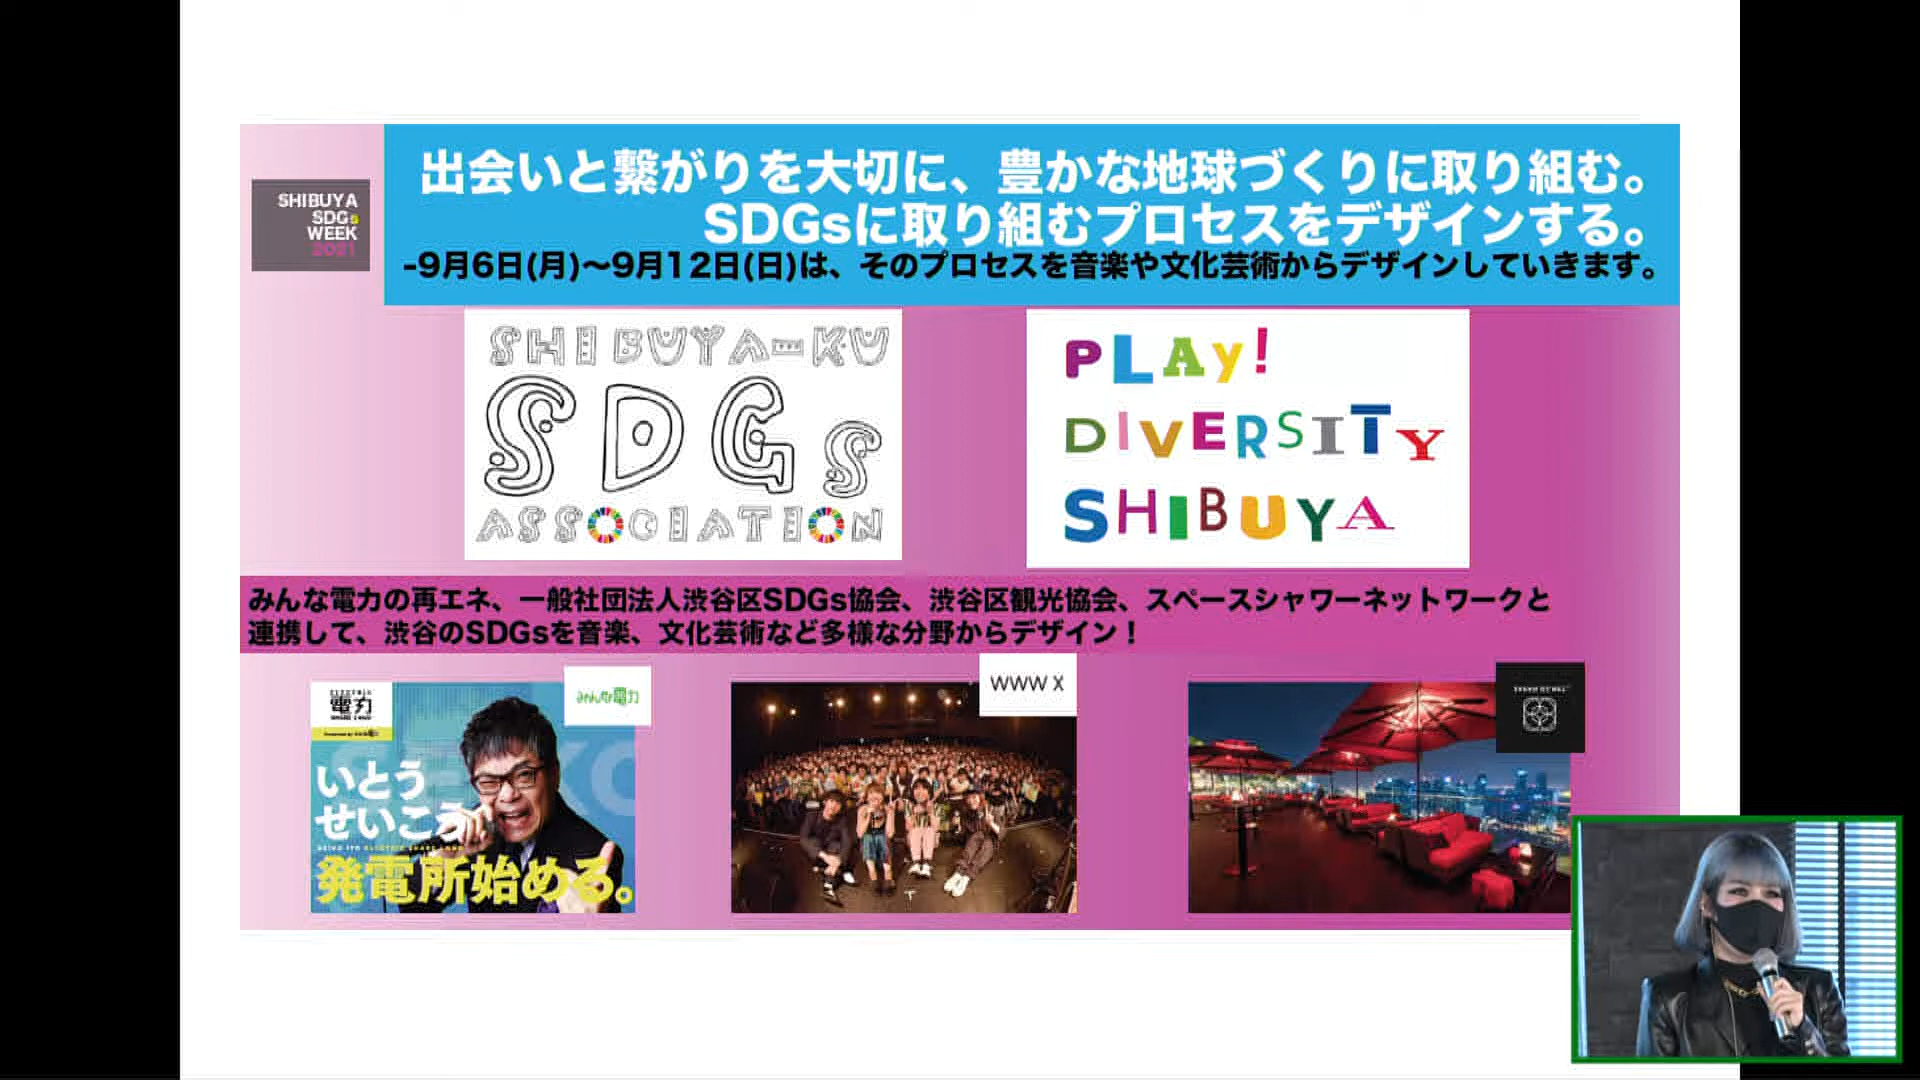 SHIBUYA
SDGs
WEEK
2021
出会いと繋がりを大切に、豊かな地球づくりに取り組む。
SDGsに取り組むプロセスをデザインする。
-9月6日(月)〜9月12日(日)は、そのプロセスを音楽や文化芸術からデザインしていきます。
SHIBUYA-KU
SDGs
ASSOCIATION
PLAy!
DIVERSITY
SHIBUYA
みんな電力の再エネ、一般社団法人渋谷区SDGs協会、渋谷区観光協会、スペースシャワーネットワークと
連携して、渋谷のSDGsを音楽、文化芸術など多様な分野からデザイン！
電力
みんな電力
いとう
せいこう
発電所始める。
WWW X